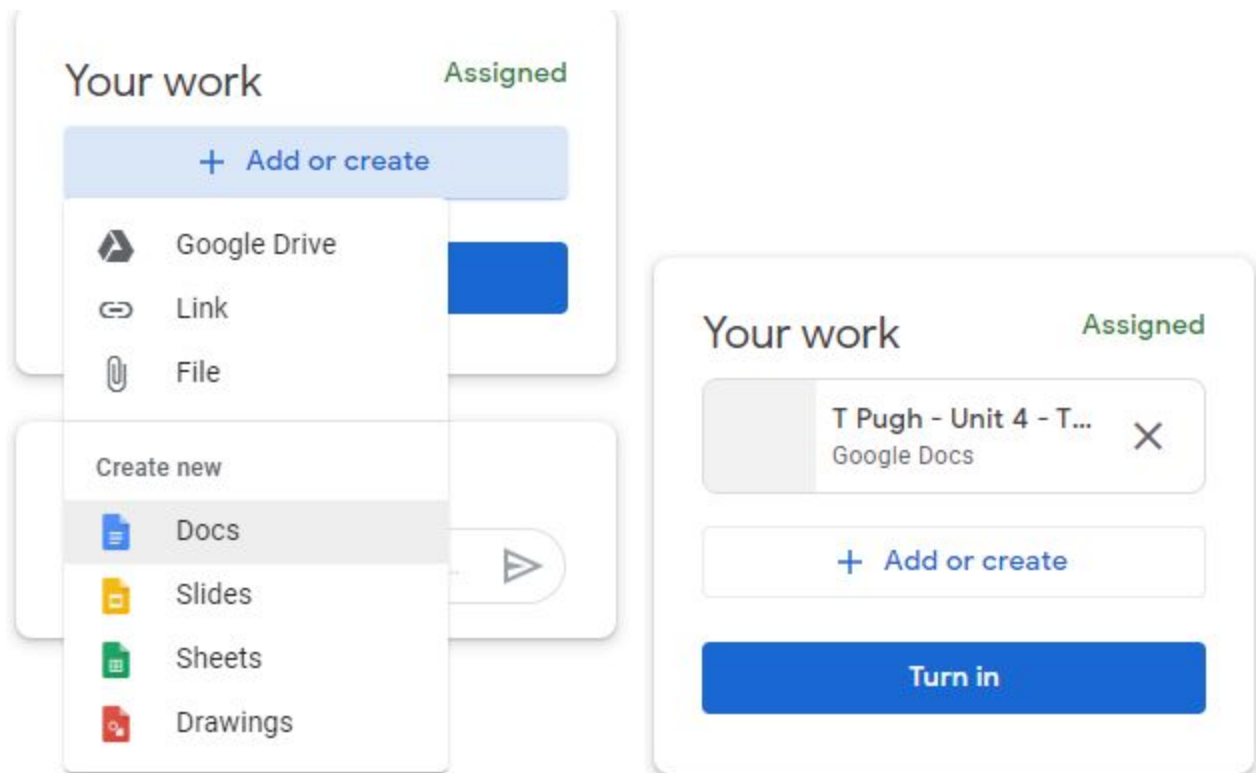 Your work
Assigned
+ Add or create
Google Drive
Link
File
Create new
Docs
Slides
Sheets
Drawings
Your work
Assigned
T Pugh - Unit 4 - T...
Google Docs
+ Add or create
Turn in